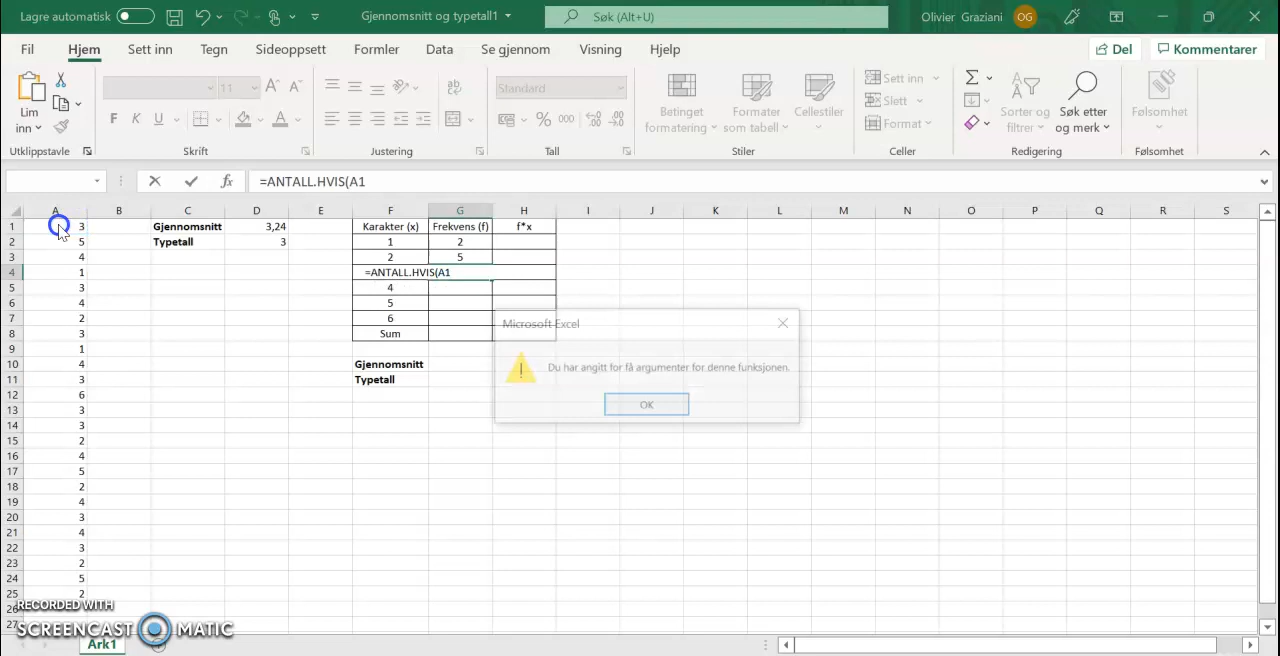 Lagre automatisk
Gjennomsnitt og typetall1
Søk (Alt+U)
Olivier Graziani OG
Fil Hjem Sett inn Tegn Sideoppsett Formler Data Se gjennom Visning Hjelp Del Kommentarer
Lim inn
11
F K U
Standard
% 000
Betinget formatering
Formater som tabell
Cellestiler
Sett inn
Slett
Format
Sorter og filtrer
Søk etter og merk
Følsomhet
Utklippstavle Skrift Justering Tall Stiler Celler Redigering Følsomhet
fx =ANTALL.HVIS(A1
A B C D E F G H I J K L M N O P Q R S
1 3 Gjennomsnitt 3,24 Karakter (x) Frekvens (f) f*x
2 5 Typetall 3 1 2
3 4 2 5
4 1 =ANTALL.HVIS(A1
5 3 4
6 4 5
7 2 6
8 3 Sum
9 1
10 4 Gjennomsnitt
11 3 Typetall
12 6
13 3
14 3
15 2
16 4
17 5
18 2
19 4
20 3
21 4
22 3
23 2
24 5
25 2
26
27
Microsoft Excel
Du har angitt for få argumenter for denne funksjonen.
OK
RECORDED WITH
SCREENCAST MATIC
Ark1